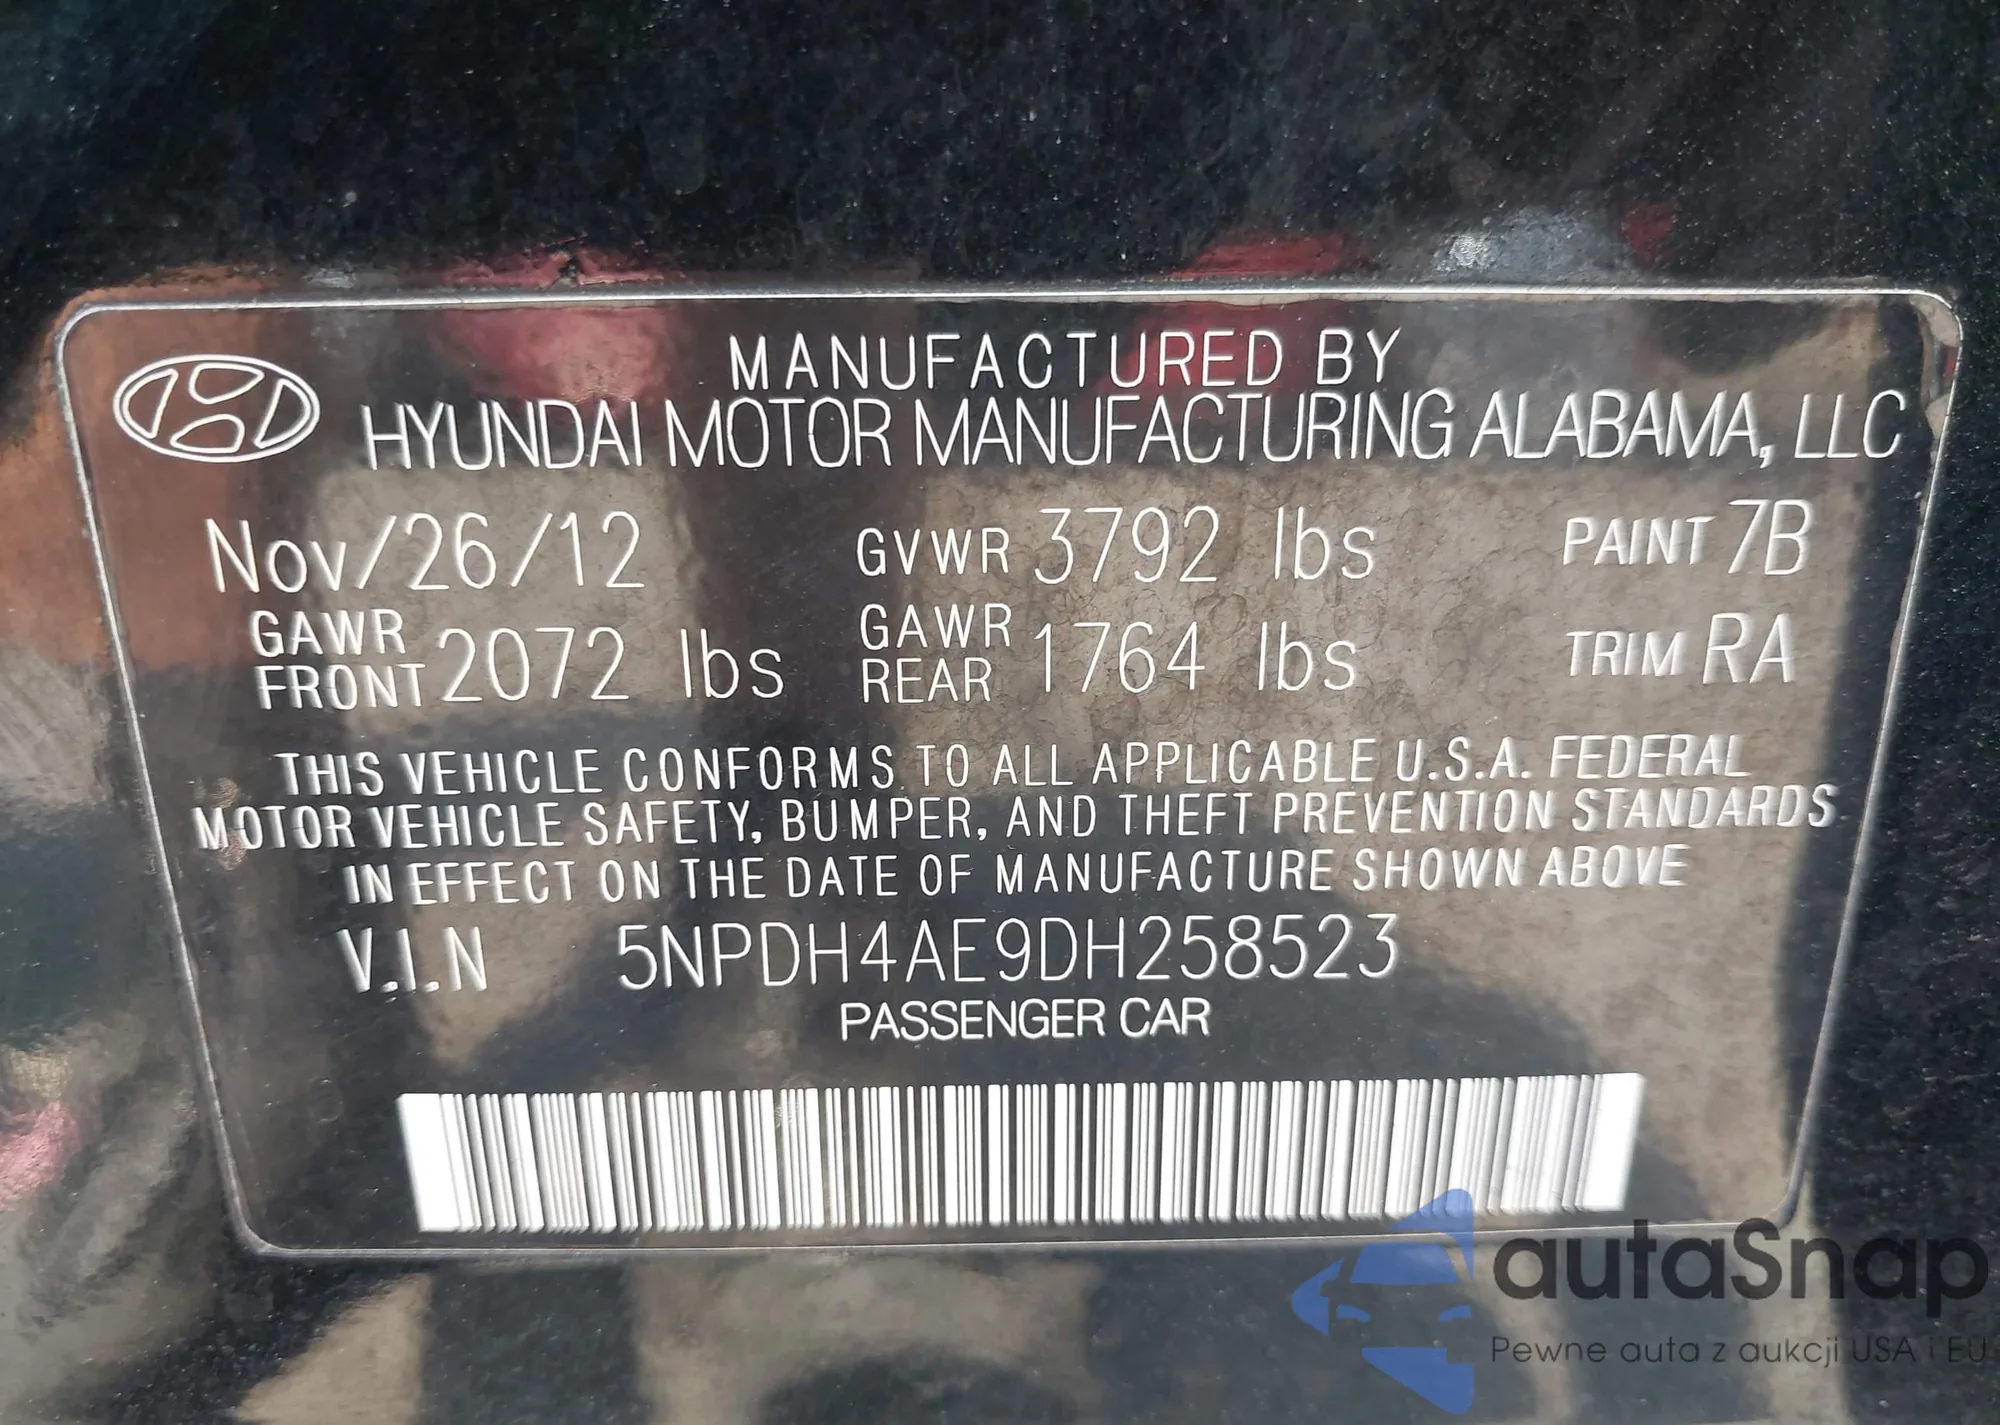 MANUFACTURED BY
HYUNDAI MOTOR MANUFACTURING ALABAMA, LLC
Nov/26/12 GVWR 3792 lbs PAINT 7B
GAWR FRONT 2072 lbs GAWR REAR 1764 lbs TRIM RA
THIS VEHICLE CONFORMS TO ALL APPLICABLE U.S.A. FEDERAL
MOTOR VEHICLE SAFETY, BUMPER, AND THEFT PREVENTION STANDARDS
IN EFFECT ON THE DATE OF MANUFACTURE SHOWN ABOVE
V.I.N 5NPDH4AE9DH258523
PASSENGER CAR
autaSnap
Pewne auta z aukcji USA i EU